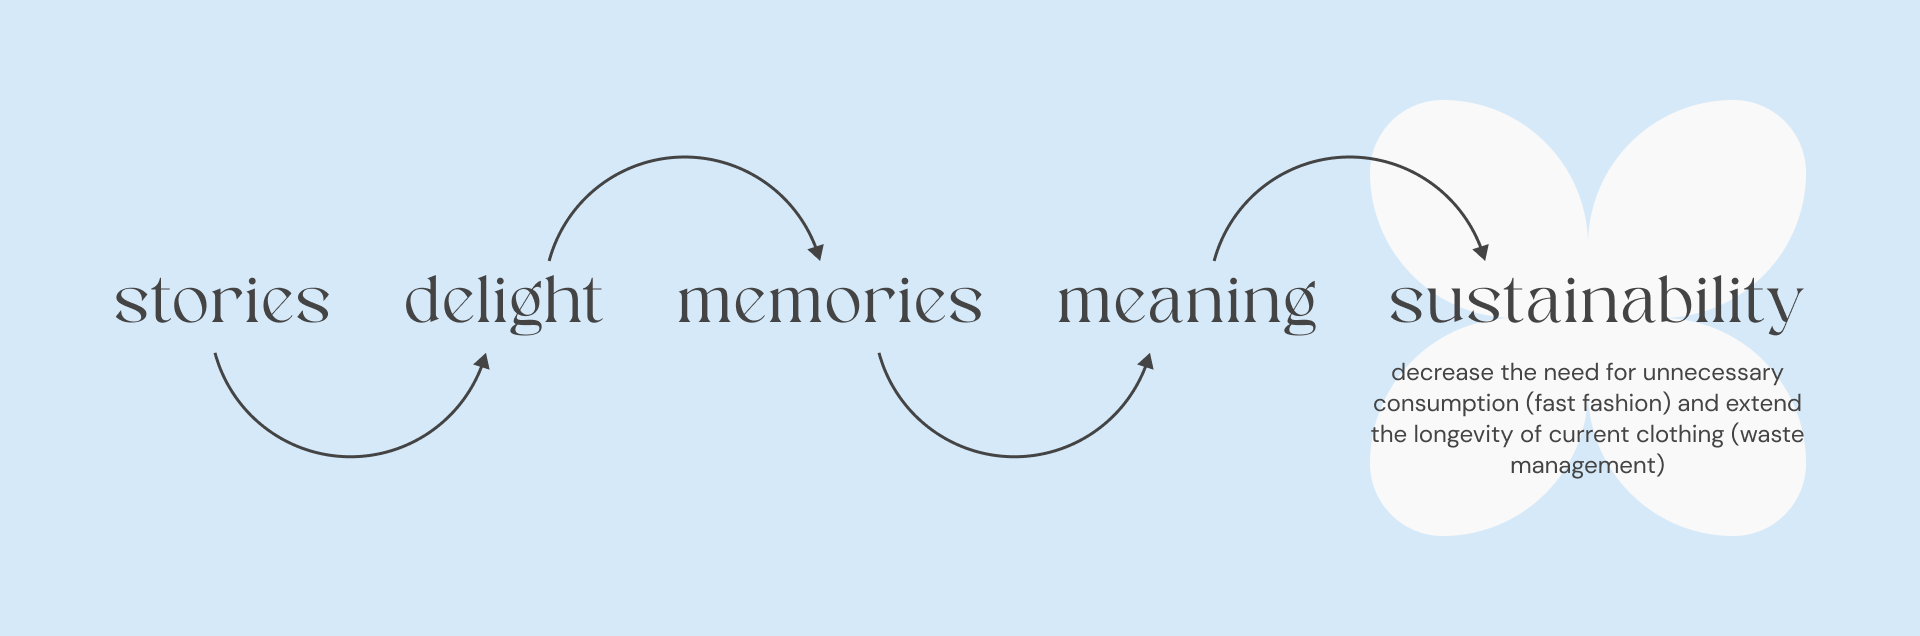 stories delight memories meaning sustainability
decrease the need for unnecessary
consumption (fast fashion) and extend
the longevity of current clothing (waste
management)